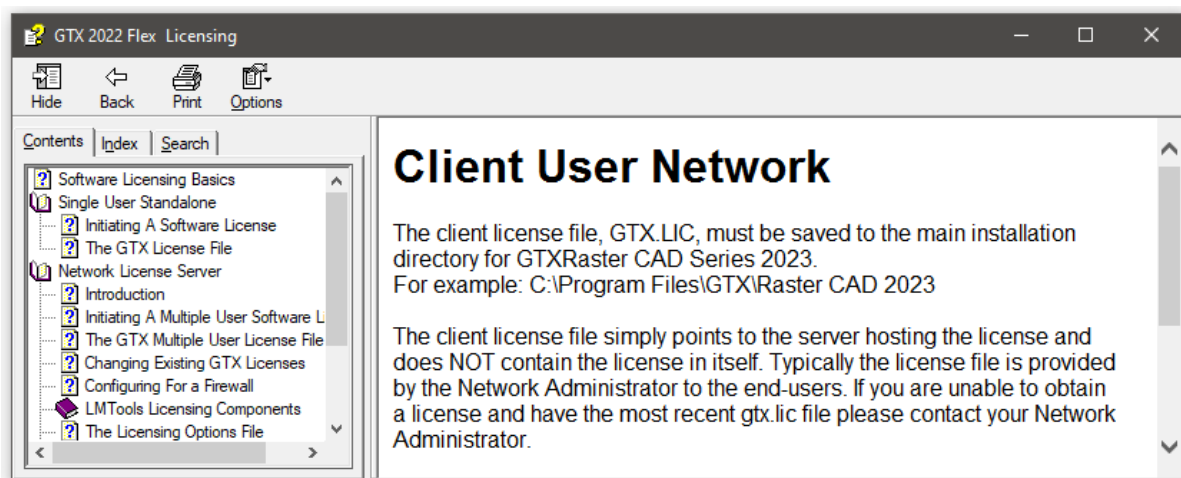 GTX 2022 Flex Licensing
Hide Back Print Options
Contents Index Search
Software Licensing Basics
Single User Standalone
Initiating A Software License
The GTX License File
Network License Server
Introduction
Initiating A Multiple User Software Li
The GTX Multiple User License File
Changing Existing GTX Licenses
Configuring For a Firewall
LMTools Licensing Components
The Licensing Options File
Client User Network
The client license file, GTX.LIC, must be saved to the main installation
directory for GTXRaster CAD Series 2023.
For example: C:\Program Files\GTX\Raster CAD 2023
The client license file simply points to the server hosting the license and
does NOT contain the license in itself. Typically the license file is provided
by the Network Administrator to the end-users. If you are unable to obtain
a license and have the most recent gtx.lic file please contact your Network
Administrator.